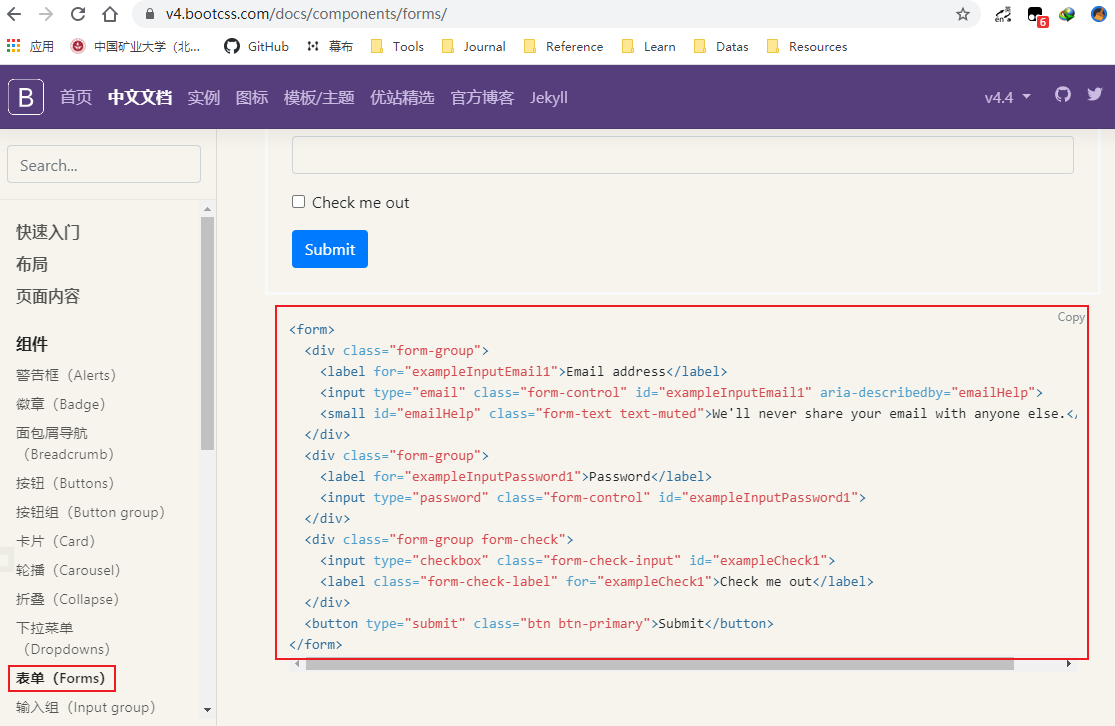 v4.bootcss.com/docs/components/forms/
6
应用 中国矿业大学（北... GitHub 幕布 Tools Journal Reference Learn Datas Resources
B 首页 中文文档 实例 图标 模板/主题 优站精选 官方博客 Jekyll v4.4
Search...
Check me out
Submit
快速入门
布局
页面内容
组件
警告框（Alerts）
徽章（Badge）
面包屑导航
（Breadcrumb）
按钮（Buttons）
按钮组（Button group）
卡片（Card）
轮播（Carousel）
折叠（Collapse）
下拉菜单
（Dropdowns）
表单（Forms）
输入组（Input group）
Copy
<form>
  <div class="form-group">
    <label for="exampleInputEmail1">Email address</label>
    <input type="email" class="form-control" id="exampleInputEmail1" aria-describedby="emailHelp">
    <small id="emailHelp" class="form-text text-muted">We'll never share your email with anyone else.</
  </div>
  <div class="form-group">
    <label for="exampleInputPassword1">Password</label>
    <input type="password" class="form-control" id="exampleInputPassword1">
  </div>
  <div class="form-group form-check">
    <input type="checkbox" class="form-check-input" id="exampleCheck1">
    <label class="form-check-label" for="exampleCheck1">Check me out</label>
  </div>
  <button type="submit" class="btn btn-primary">Submit</button>
</form>